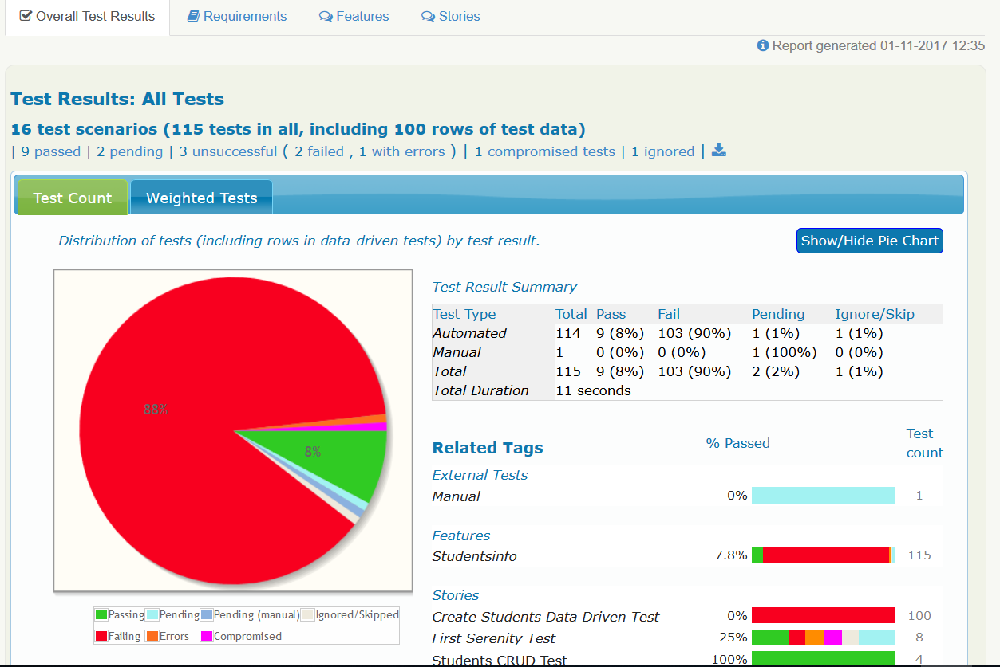 Overall Test Results Requirements Features Stories
Report generated 01-11-2017 12:35
Test Results: All Tests
16 test scenarios (115 tests in all, including 100 rows of test data)
| 9 passed | 2 pending | 3 unsuccessful ( 2 failed , 1 with errors ) | 1 compromised tests | 1 ignored |
Test Count Weighted Tests
Distribution of tests (including rows in data-driven tests) by test result.
Show/Hide Pie Chart
88%
8%
Passing Pending Pending (manual) Ignored/Skipped
Failing Errors Compromised
Test Result Summary
Test Type Total Pass Fail Pending Ignore/Skip
Automated 114 9 (8%) 103 (90%) 1 (1%) 1 (1%)
Manual 1 0 (0%) 0 (0%) 1 (100%) 0 (0%)
Total 115 9 (8%) 103 (90%) 2 (2%) 1 (1%)
Total Duration 11 seconds
Related Tags % Passed Test count
External Tests
Manual 0% 1
Features
Studentsinfo 7.8% 115
Stories
Create Students Data Driven Test 0% 100
First Serenity Test 25% 8
Students CRUD Test 100% 4